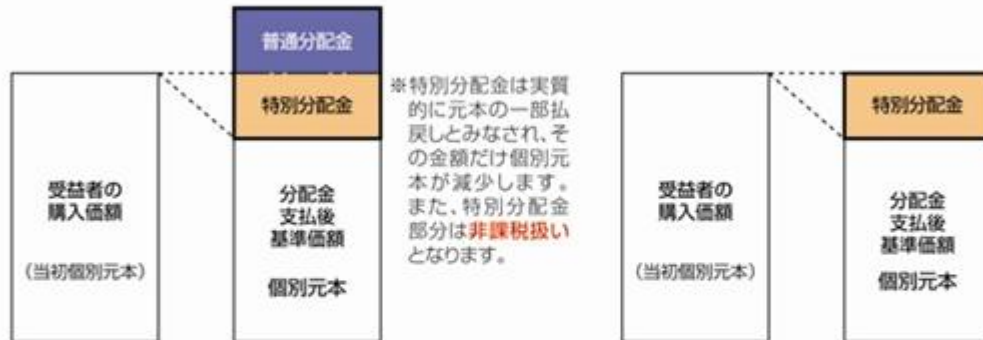 普通分配金
特別分配金
受益者の
購入価額
(当初個別元本)
分配金
支払後
基準価額
個別元本
※特別分配金は実質
的に元本の一部払
戻しとみなされ、そ
の金額だけ個別元
本が減少します。
また、特別分配金
部分は非課税扱い
となります。
受益者の
購入価額
(当初個別元本)
特別分配金
分配金
支払後
基準価額
個別元本